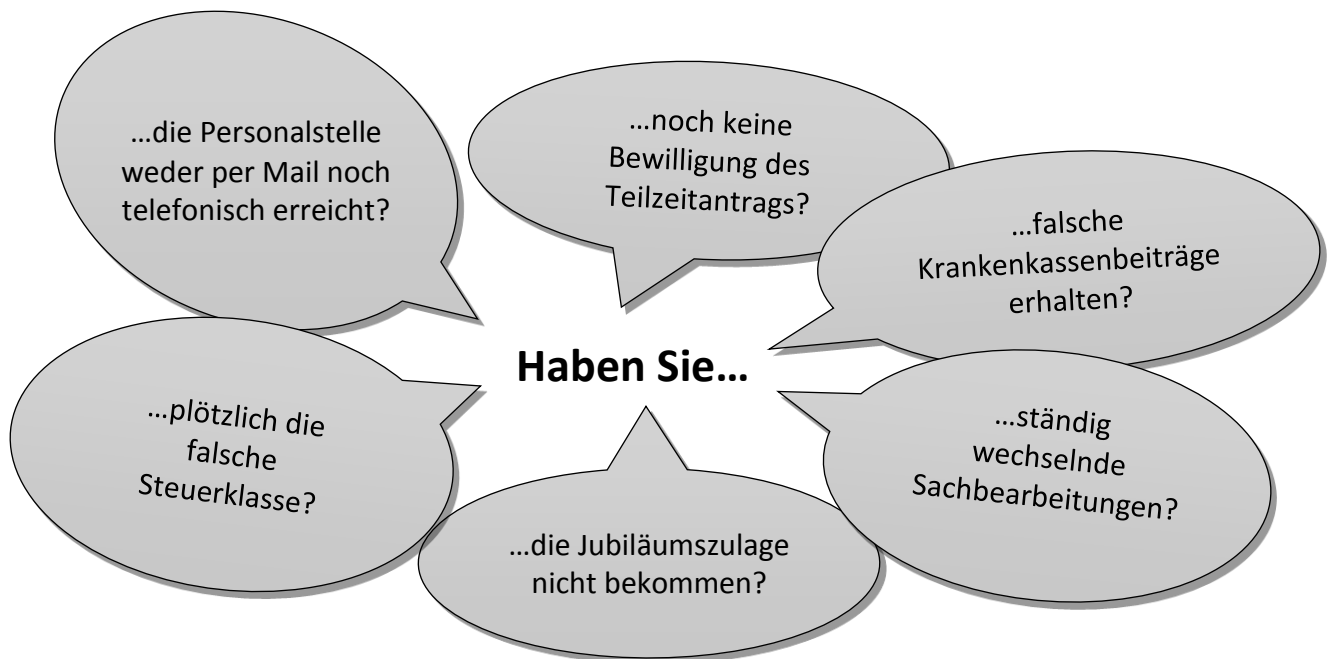 …die Personalstelle
weder per Mail noch
telefonisch erreicht?
…noch keine
Bewilligung des
Teilzeitantrags?
…falsche
Krankenkassenbeiträge
erhalten?
Haben Sie…
…plötzlich die
falsche
Steuerklasse?
…ständig
wechselnde
Sachbearbeitungen?
…die Jubiläumszulage
nicht bekommen?